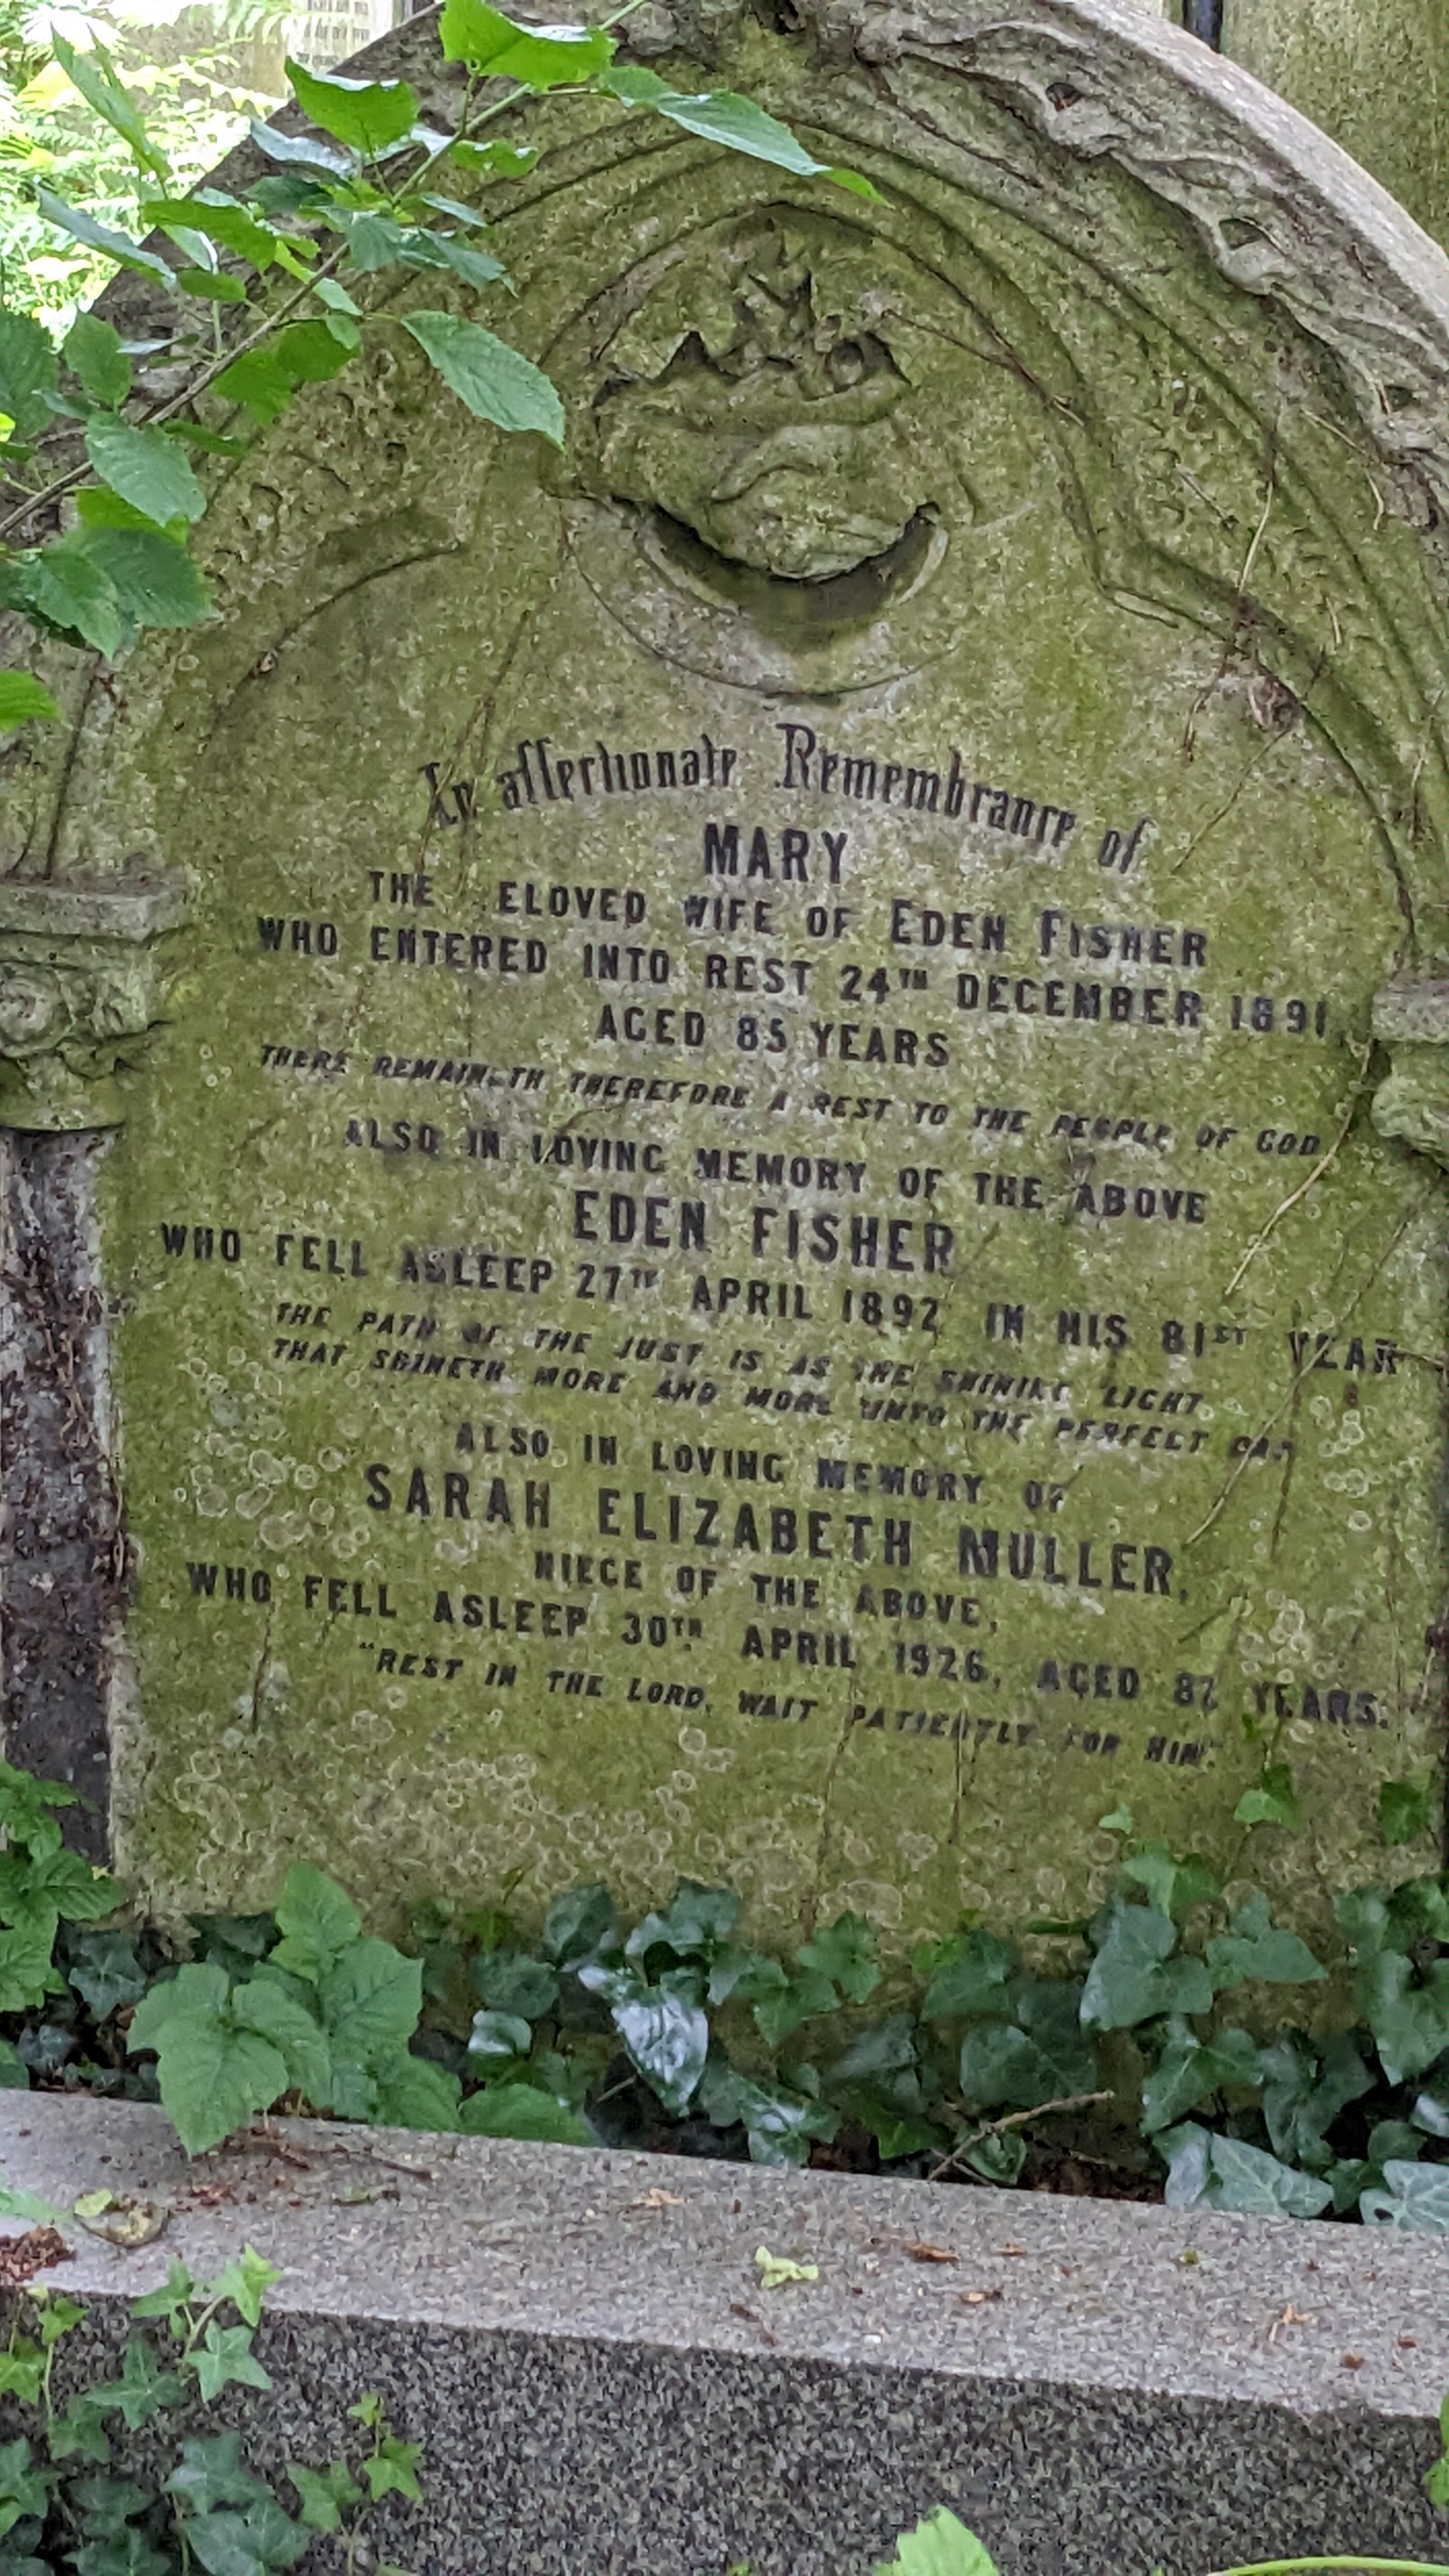 In affectionate Remembrance of
MARY
THE ELOVED WIFE OF EDEN FISHER
WHO ENTERED INTO REST 24TH DECEMBER 1891,
AGED 85 YEARS
THERE REMAINETH THEREFORE A REST TO THE PEOPLE OF GOD
ALSO IN LOVING MEMORY OF THE ABOVE
EDEN FISHER
WHO FELL ASLEEP 27TH APRIL 1892 IN HIS 81ST YEAR
THE PATH OF THE JUST IS AS THE SHINING LIGHT
THAT SHINETH MORE AND MORE UNTO THE PERFECT DAY
ALSO IN LOVING MEMORY OF
SARAH ELIZABETH MULLER,
NIECE OF THE ABOVE,
WHO FELL ASLEEP 30TH APRIL 1926, AGED 82 YEARS.
"REST IN THE LORD, WAIT PATIENTLY FOR HIM."